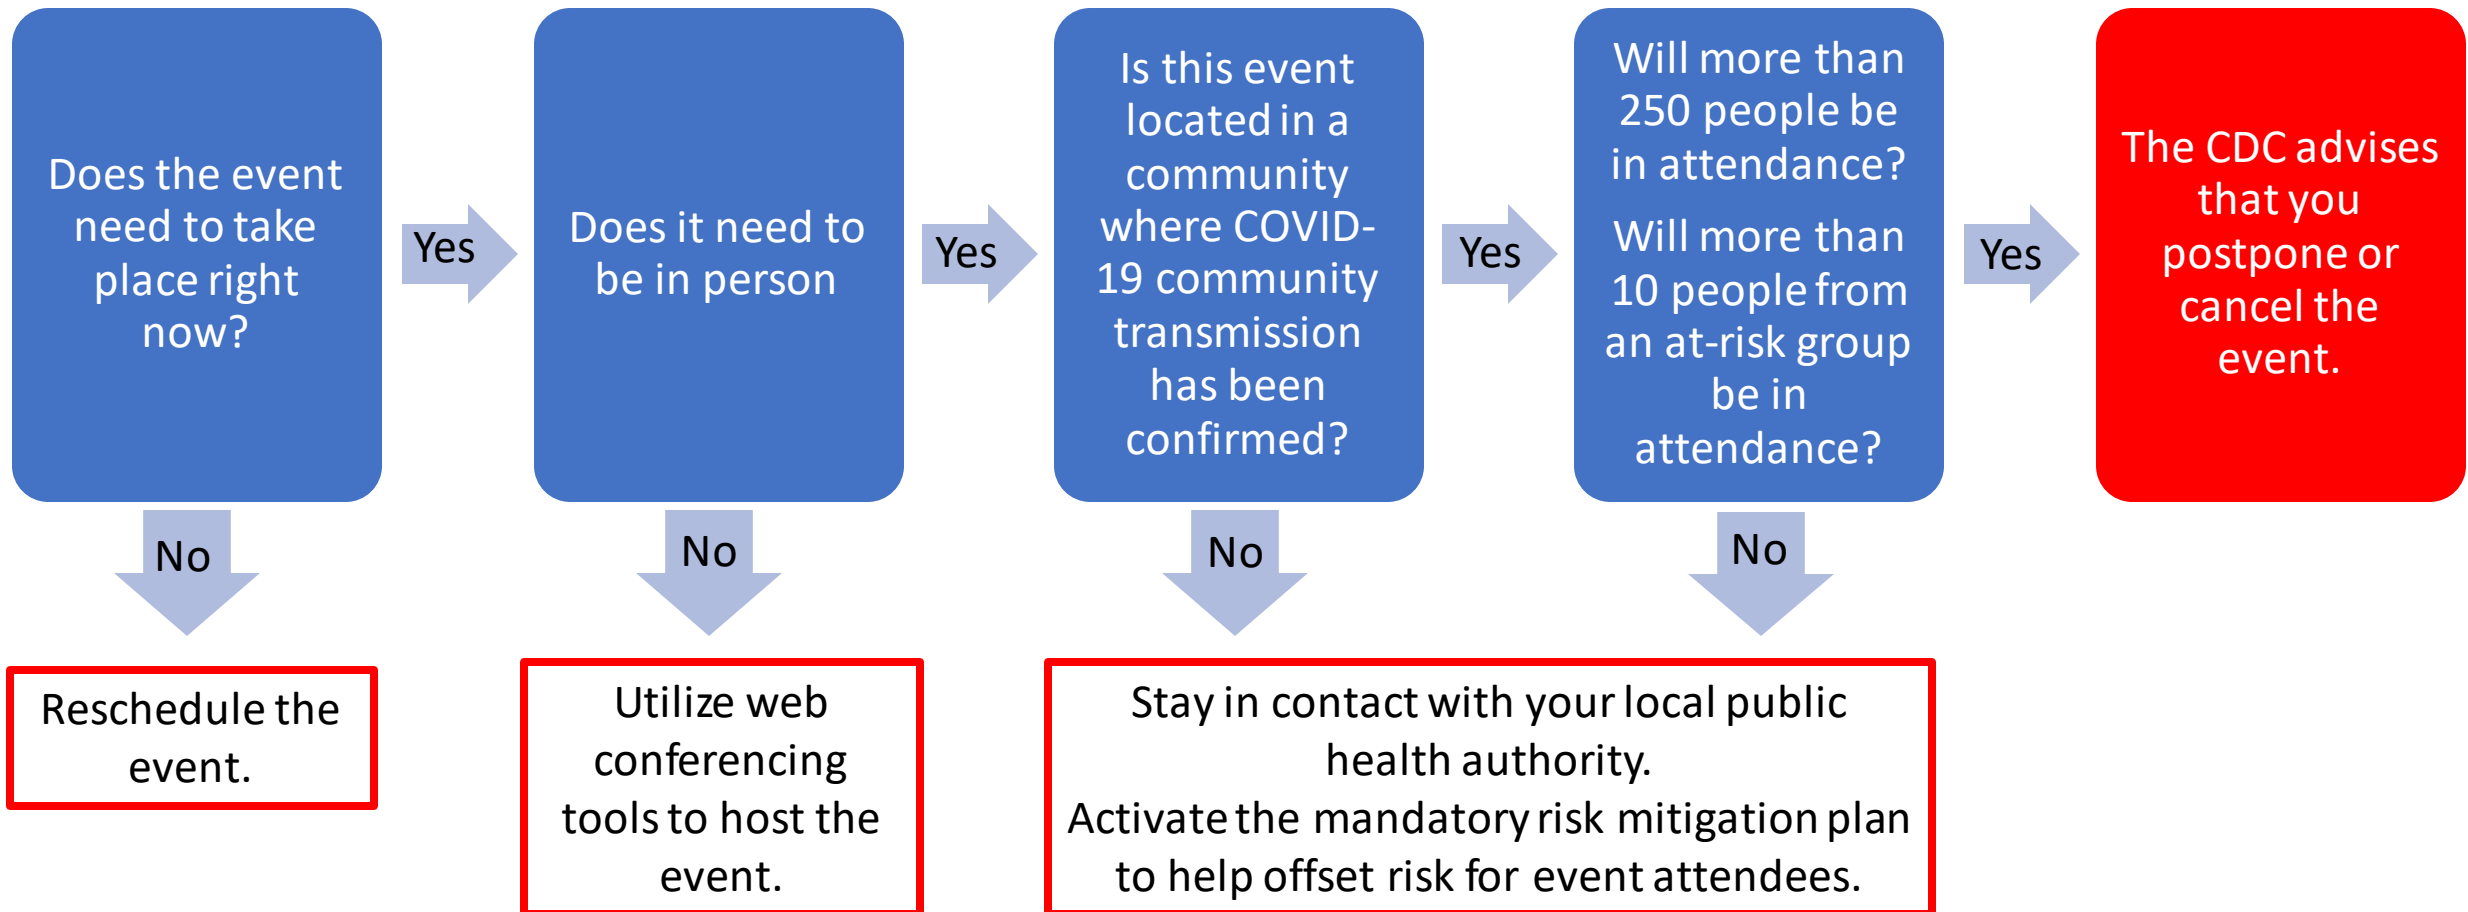 Does the event
need to take
place right
now?
Yes
Does it need to
be in person
Yes
Is this event
located in a
community
where COVID-
19 community
transmission
has been
confirmed?
Yes
Will more than
250 people be
in attendance?
Will more than
10 people from
an at-risk group
be in
attendance?
Yes
The CDC advises
that you
postpone or
cancel the
event.
No
No
No
No
Reschedule the
event.
Utilize web
conferencing
tools to host the
event.
Stay in contact with your local public
health authority.
Activate the mandatory risk mitigation plan
to help offset risk for event attendees.